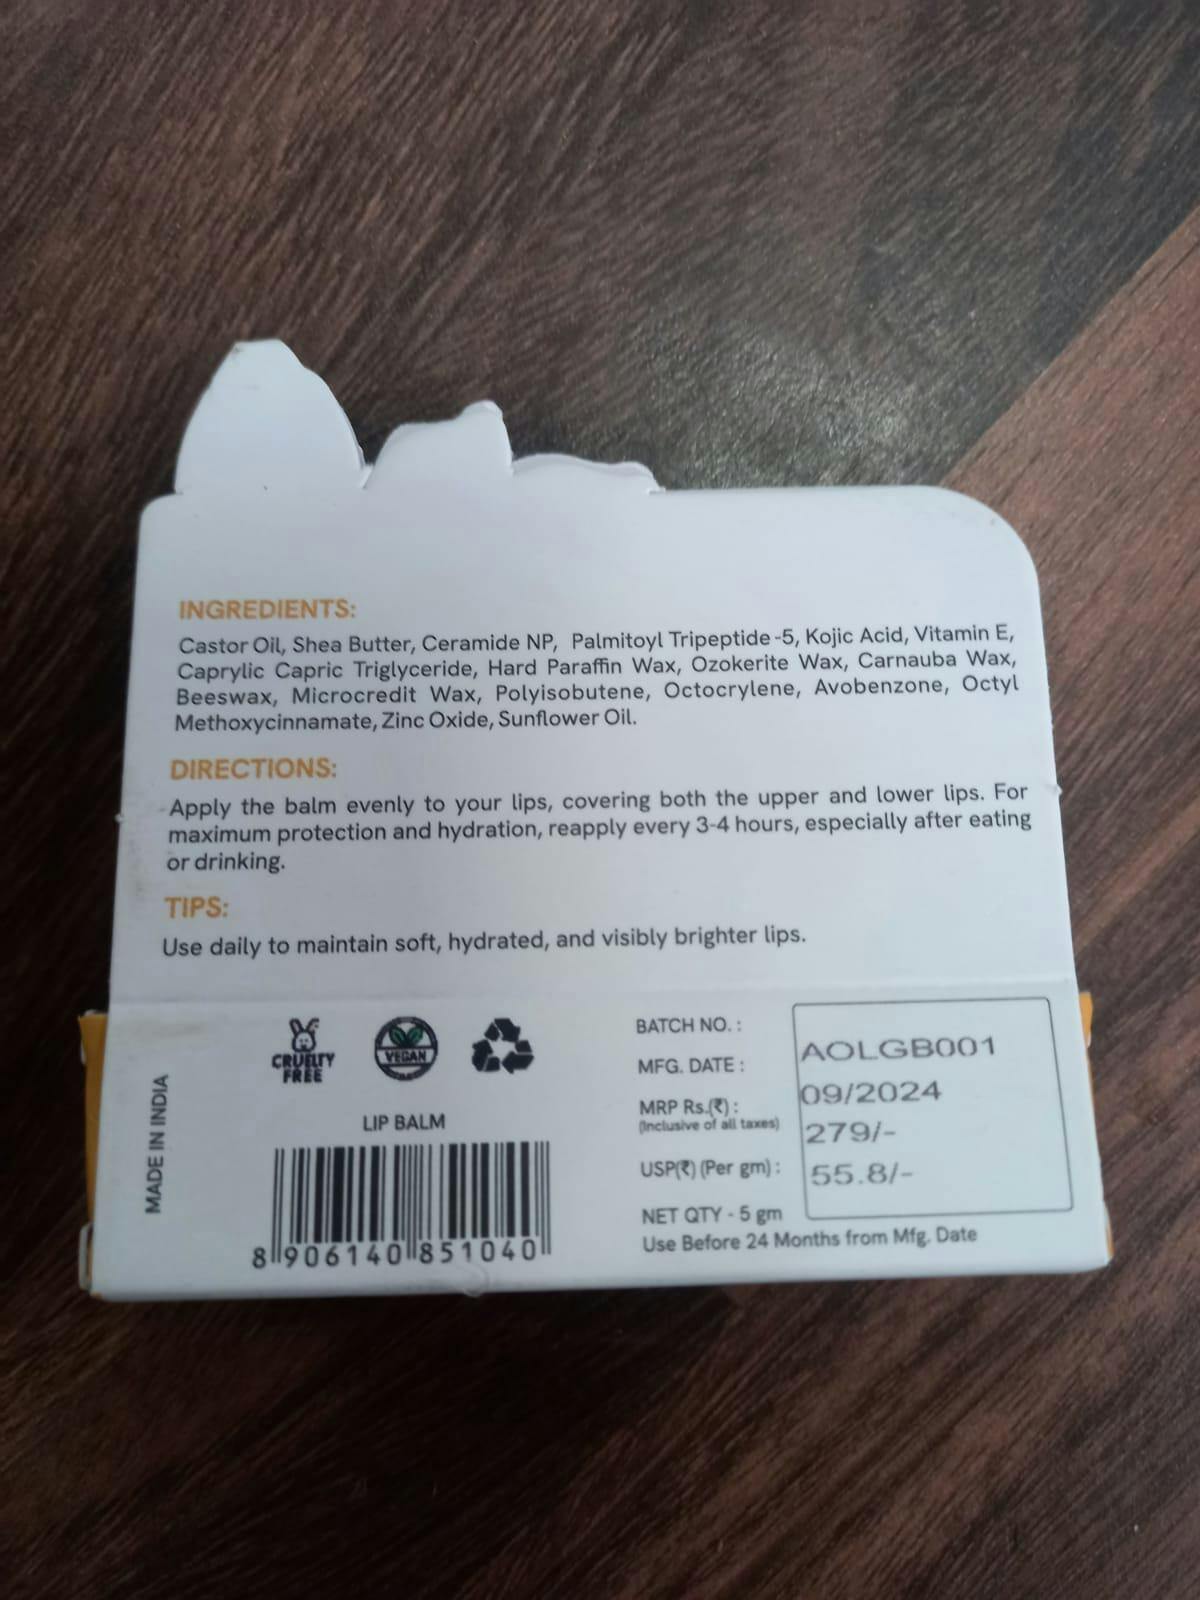 INGREDIENTS:
Castor Oil, Shea Butter, Ceramide NP, Palmitoyl Tripeptide -5, Kojic Acid, Vitamin E,
Caprylic Capric Triglyceride, Hard Paraffin Wax, Ozokerite Wax, Carnauba Wax,
Beeswax, Microcredit Wax, Polyisobutene, Octocrylene, Avobenzone, Octyl
Methoxycinnamate, Zinc Oxide, Sunflower Oil.
DIRECTIONS:
Apply the balm evenly to your lips, covering both the upper and lower lips. For
maximum protection and hydration, reapply every 3-4 hours, especially after eating
or drinking.
TIPS:
Use daily to maintain soft, hydrated, and visibly brighter lips.
MADE IN INDIA
CRUELTY
FREE
VEGAN
LIP BALM
8 906140 851040
BATCH NO. : AOLGB001
MFG. DATE : 09/2024
MRP Rs.(₹) : 279/-
(Inclusive of all taxes)
USP(₹) (Per gm) : 55.8/-
NET QTY - 5 gm
Use Before 24 Months from Mfg. Date